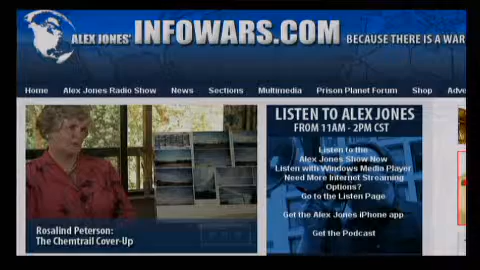 ALEX JONES' INFOWARS.COM BECAUSE THERE IS A WAR
Home Alex Jones Radio Show News Sections Multimedia Prison Planet Forum Shop Adve
LISTEN TO ALEX JONES
FROM 11AM - 2PM CST
Listen to the
Alex Jones Show Now
Listen with Windows Media Player
Need More Internet Streaming
Options?
Go to the Listen Page
Get the Alex Jones iPhone app
Get the Podcast
Rosalind Peterson:
The Chemtrail Cover-Up